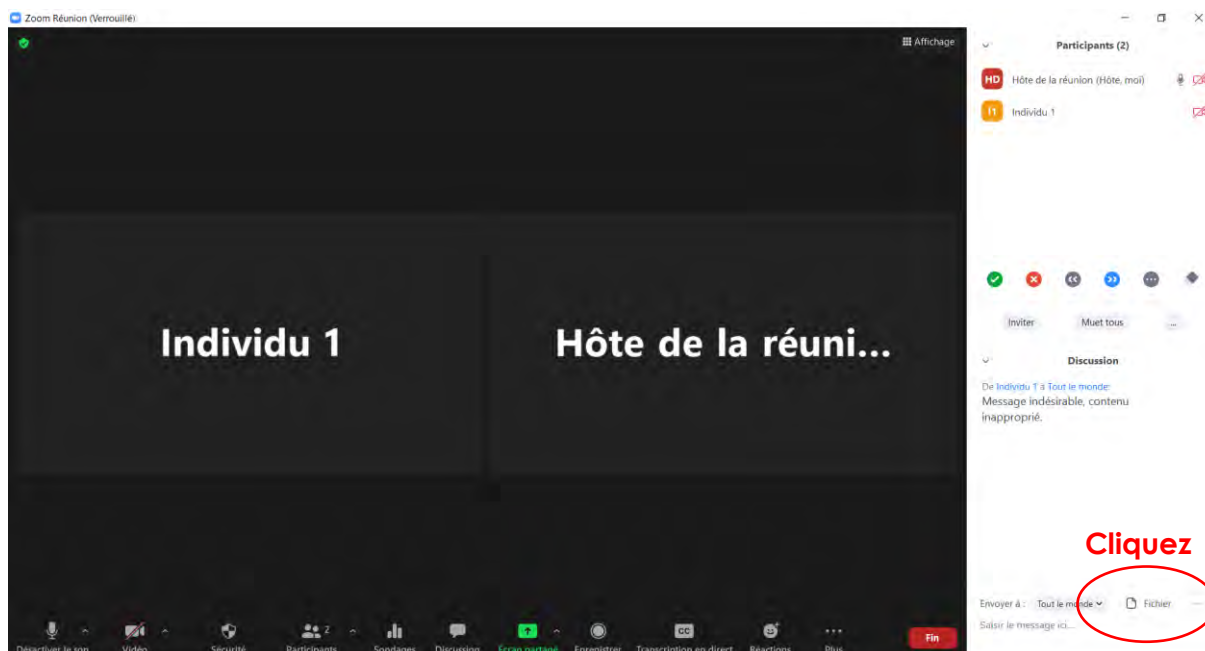 Zoom Réunion (Verrouillé)
Affichage
Participants (2)
HD Hôte de la réunion (Hôte, moi)
I1 Individu 1
Individu 1
Hôte de la réuni...
Inviter Muet tous ...
Discussion
De Individu 1 à Tout le monde:
Message indésirable, contenu
inapproprié.
Cliquez
Envoyer à : Tout le monde Fichier
Saisir le message ici...
2
CC
Désactiver le son Vidéo Sécurité Participants Sondages Discussion Écran partagé Enregistrer Transcription en direct Réactions Plus
Fin